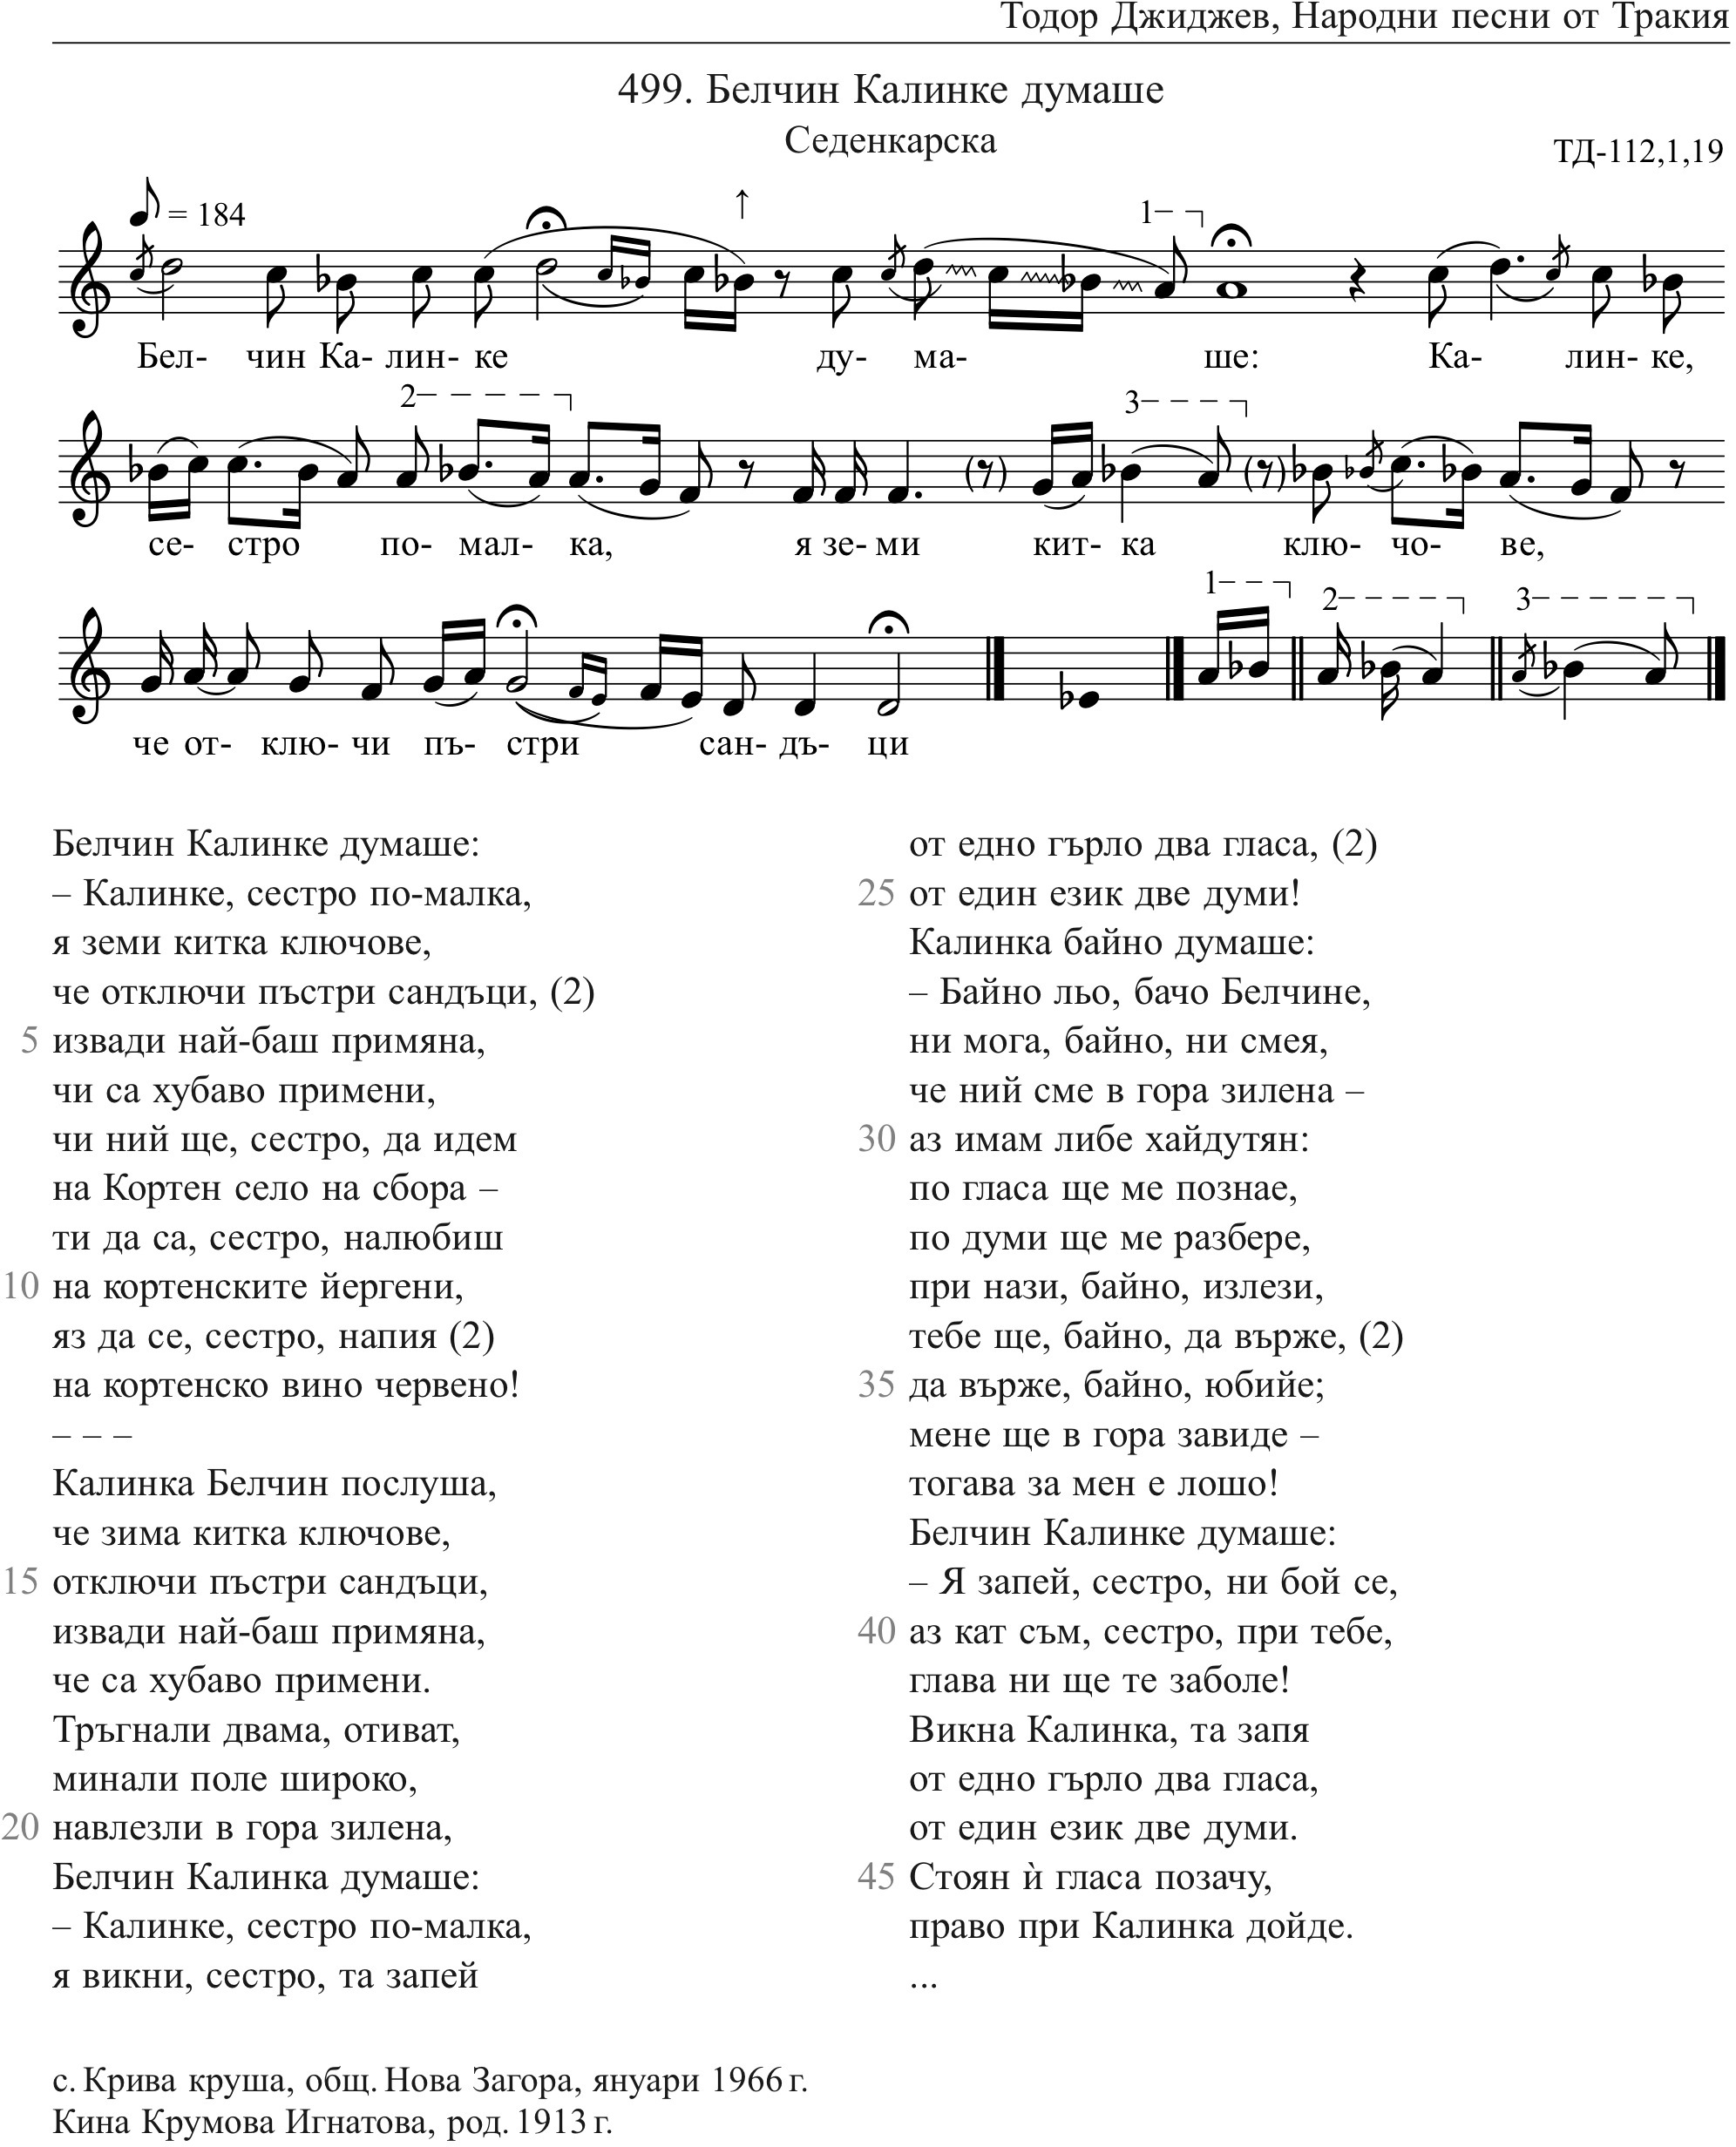 Тодор Джиджев, Народни песни от Тракия
499. Белчин Калинке думаше
Седенкарска
ТД-112,1,19
= 184
↑
1
Бел- чин Ка- лин- ке ду- ма- ше: Ка- лин- ке,
2 3
се- стро по- мал- ка, я зе- ми кит- ка клю- чо- ве,
1 2 3
че от- клю- чи пъ- стри сан- дъ- ци
Белчин Калинке думаше:
– Калинке, сестро по-малка,
я земи китка ключове,
че отключи пъстри сандъци, (2)
5 извади най-баш примяна,
чи са хубаво примени,
чи ний ще, сестро, да идем
на Кортен село на сбора –
ти да са, сестро, налюбиш
10 на кортенските йергени,
яз да се, сестро, напия (2)
на кортенско вино червено!
– – –
Калинка Белчин послуша,
че зима китка ключове,
15 отключи пъстри сандъци,
извади най-баш примяна,
че са хубаво примени.
Тръгнали двама, отиват,
минали поле широко,
20 навлезли в гора зилена,
Белчин Калинка думаше:
– Калинке, сестро по-малка,
я викни, сестро, та запей
от едно гърло два гласа, (2)
25 от един език две думи!
Калинка байно думаше:
– Байно льо, бачо Белчине,
ни мога, байно, ни смея,
че ний сме в гора зилена –
30 аз имам либе хайдутян:
по гласа ще ме познае,
по думи ще ме разбере,
при нази, байно, излези,
тебе ще, байно, да върже, (2)
35 да върже, байно, юбийе;
мене ще в гора завиде –
тогава за мен е лошо!
Белчин Калинке думаше:
– Я запей, сестро, ни бой се,
40 аз кат съм, сестро, при тебе,
глава ни ще те заболе!
Викна Калинка, та запя
от едно гърло два гласа,
от един език две думи.
45 Стоян ѝ гласа позачу,
право при Калинка дойде.
...
с. Крива круша, общ. Нова Загора, януари 1966 г.
Кина Крумова Игнатова, род. 1913 г.